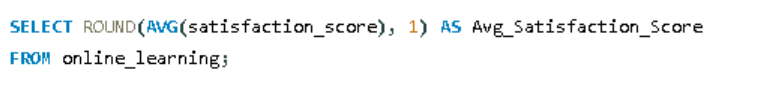 SELECT ROUND(AVG(satisfaction_score), 1) AS Avg_Satisfaction_Score
FROM online_learning;